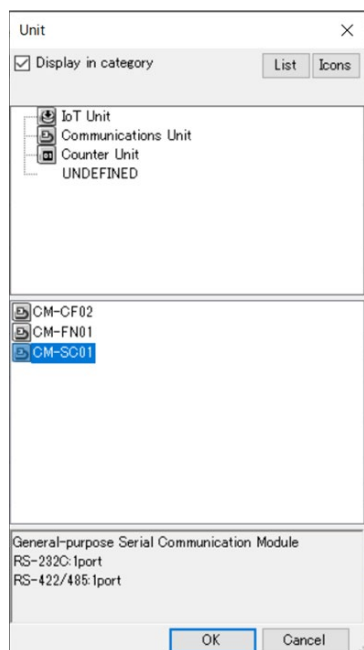 Unit
Display in category
List
Icons
IoT Unit
Communications Unit
Counter Unit
UNDEFINED
CM-CF02
CM-FN01
CM-SC01
General-purpose Serial Communication Module
RS-232C:1port
RS-422/485:1port
OK
Cancel